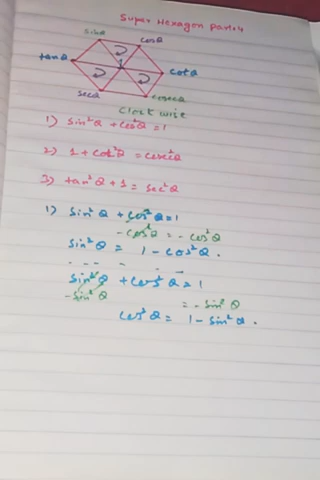 Super Hexagon part-4
sinθ cosθ
tanθ 1 cotθ
secθ cosecθ
Clock wise
1) sin²θ + cos²θ = 1
2) 1 + cot²θ = cosec²θ
3) tan²θ + 1 = sec²θ
1) sin²θ + cos²θ = 1
- cos²θ = - cos²θ
sin²θ = 1 - cos²θ.
sin²θ + cos²θ = 1
- sin²θ = - sin²θ
cos²θ = 1 - sin²θ.